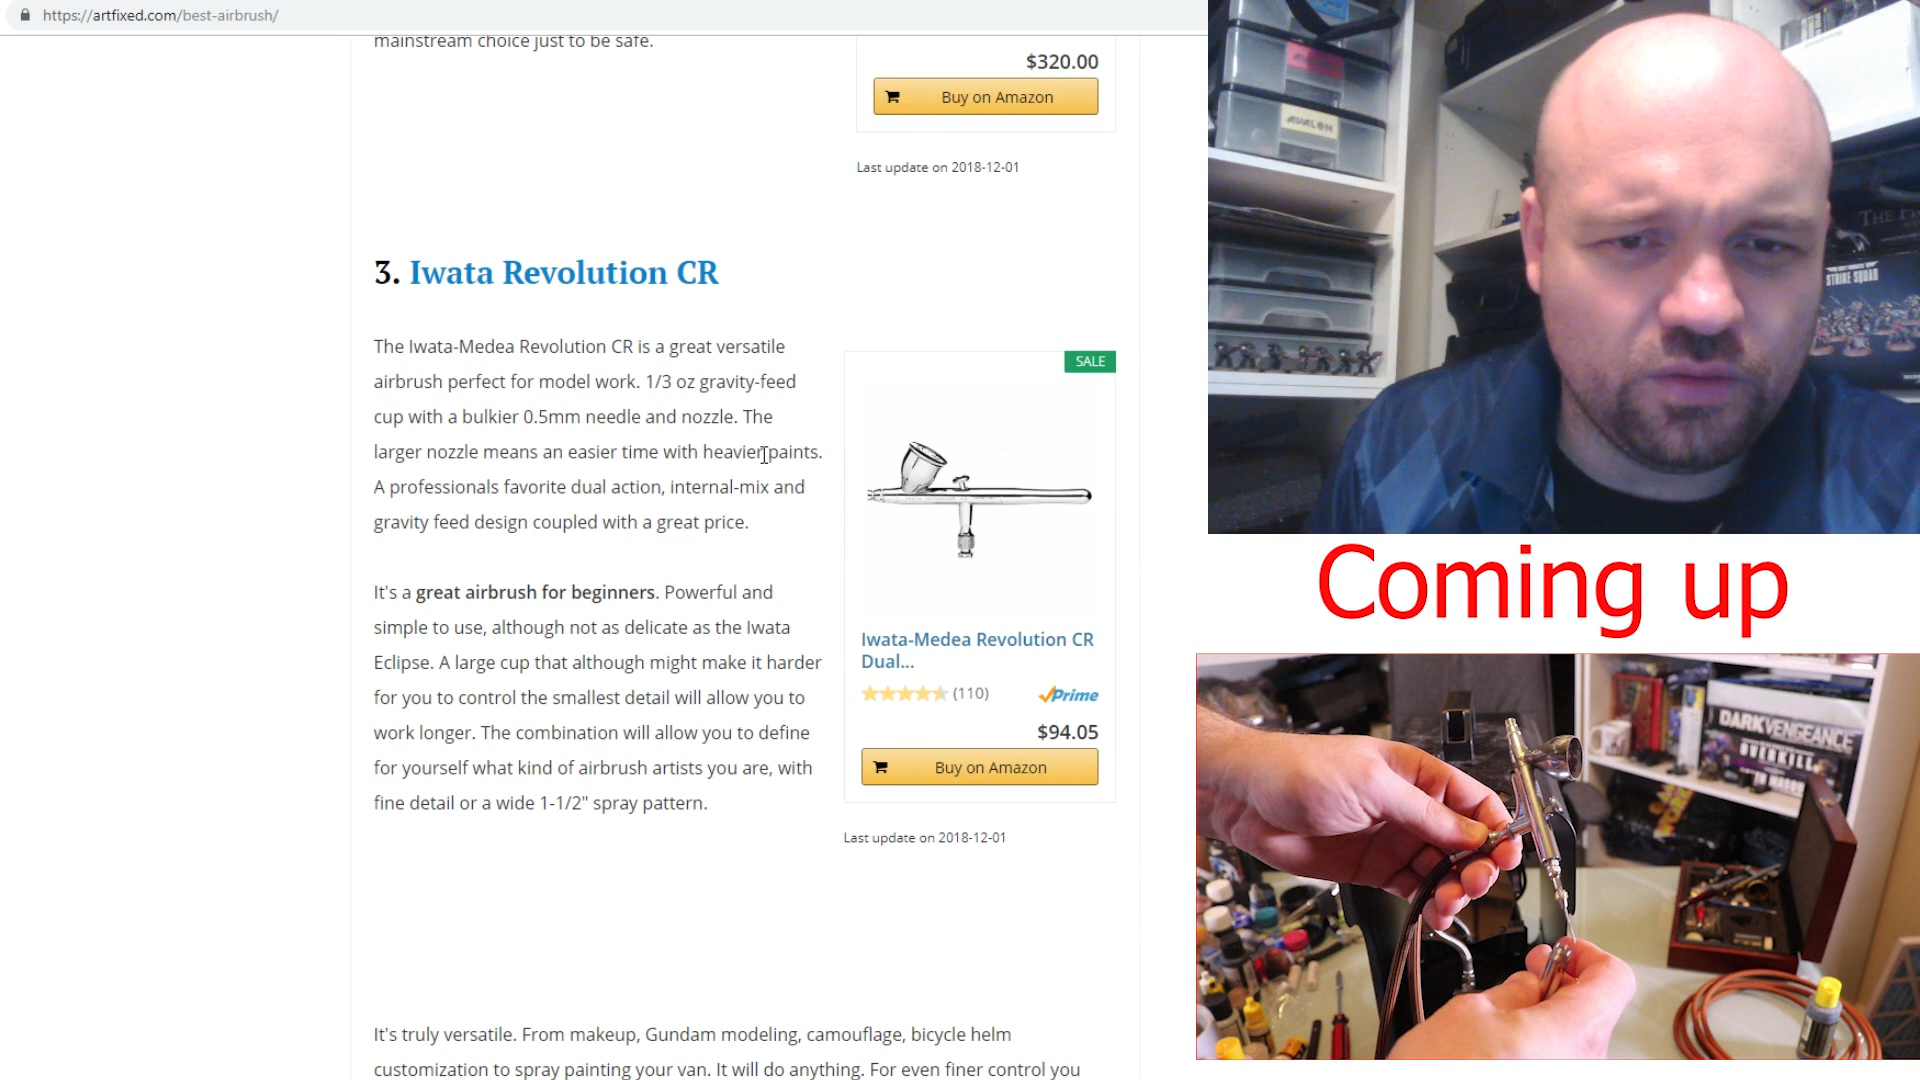 https://artfixed.com/best-airbrush/
mainstream choice just to be safe.
$320.00
Buy on Amazon
Last update on 2018-12-01
3. Iwata Revolution CR
The Iwata-Medea Revolution CR is a great versatile
airbrush perfect for model work. 1/3 oz gravity-feed
cup with a bulkier 0.5mm needle and nozzle. The
larger nozzle means an easier time with heavier paints.
A professionals favorite dual action, internal-mix and
gravity feed design coupled with a great price.
It's a great airbrush for beginners. Powerful and
simple to use, although not as delicate as the Iwata
Eclipse. A large cup that although might make it harder
for you to control the smallest detail will allow you to
work longer. The combination will allow you to define
for yourself what kind of airbrush artists you are, with
fine detail or a wide 1-1/2" spray pattern.
SALE
Iwata-Medea Revolution CR
Dual...
(110)
Prime
$94.05
Buy on Amazon
Last update on 2018-12-01
It's truly versatile. From makeup, Gundam modeling, camouflage, bicycle helm
customization to spray painting your van. It will do anything. For even finer control you
AVALON
STRIKE SQUAD
Coming up
DARK VENGEANCE
OVERKILL